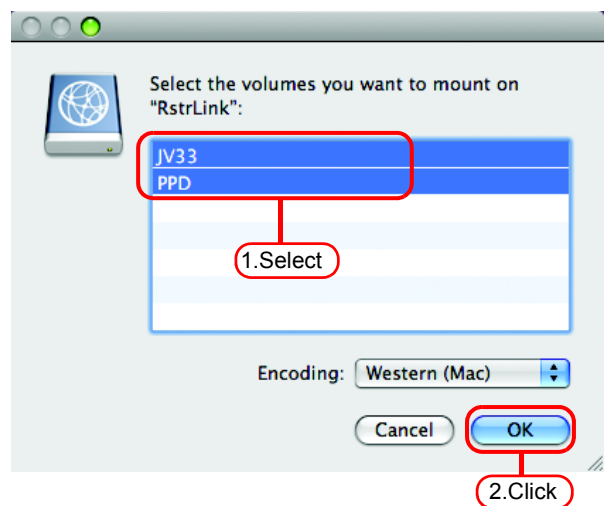 Select the volumes you want to mount on
"RstrLink":
JV33
PPD
1.Select
Encoding: Western (Mac)
Cancel OK
2.Click